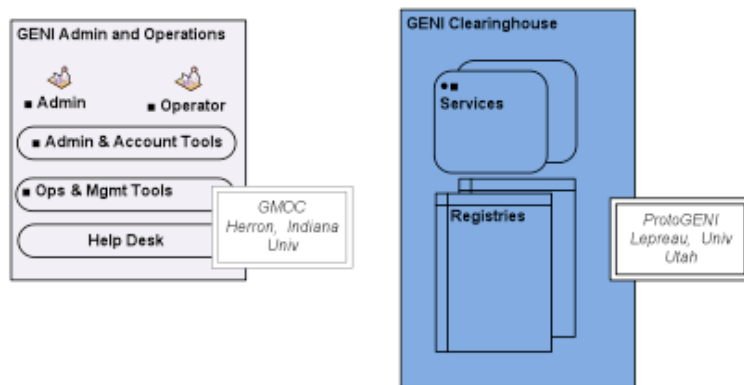 GENI Admin and Operations
Admin
Operator
Admin & Account Tools
Ops & Mgmt Tools
Help Desk
GMOC
Herron, Indiana
Univ
GENI Clearinghouse
Services
Registries
ProtoGENI
Lepreau, Univ
Utah